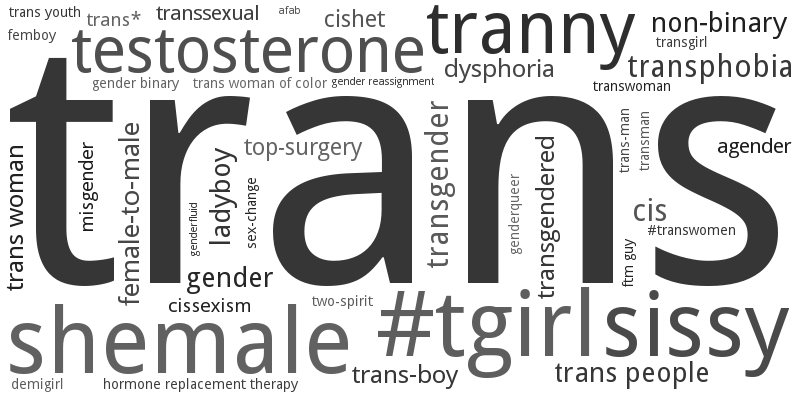 trans youth
trans*
transsexual
afab
cishet
tranny
non-binary
femboy
testosterone
transgirl
dysphoria
transphobia
gender binary
trans woman of color
gender reassignment
transwoman
trans
trans woman
misgender
female-to-male
genderfluid
ladyboy
sex-change
top-surgery
transgender
genderqueer
transgendered
trans-man
transman
agender
cis
#transwomen
ftm guy
gender
cissexism
two-spirit
shemale
#tgirl
sissy
trans-boy
trans people
demigirl
hormone replacement therapy